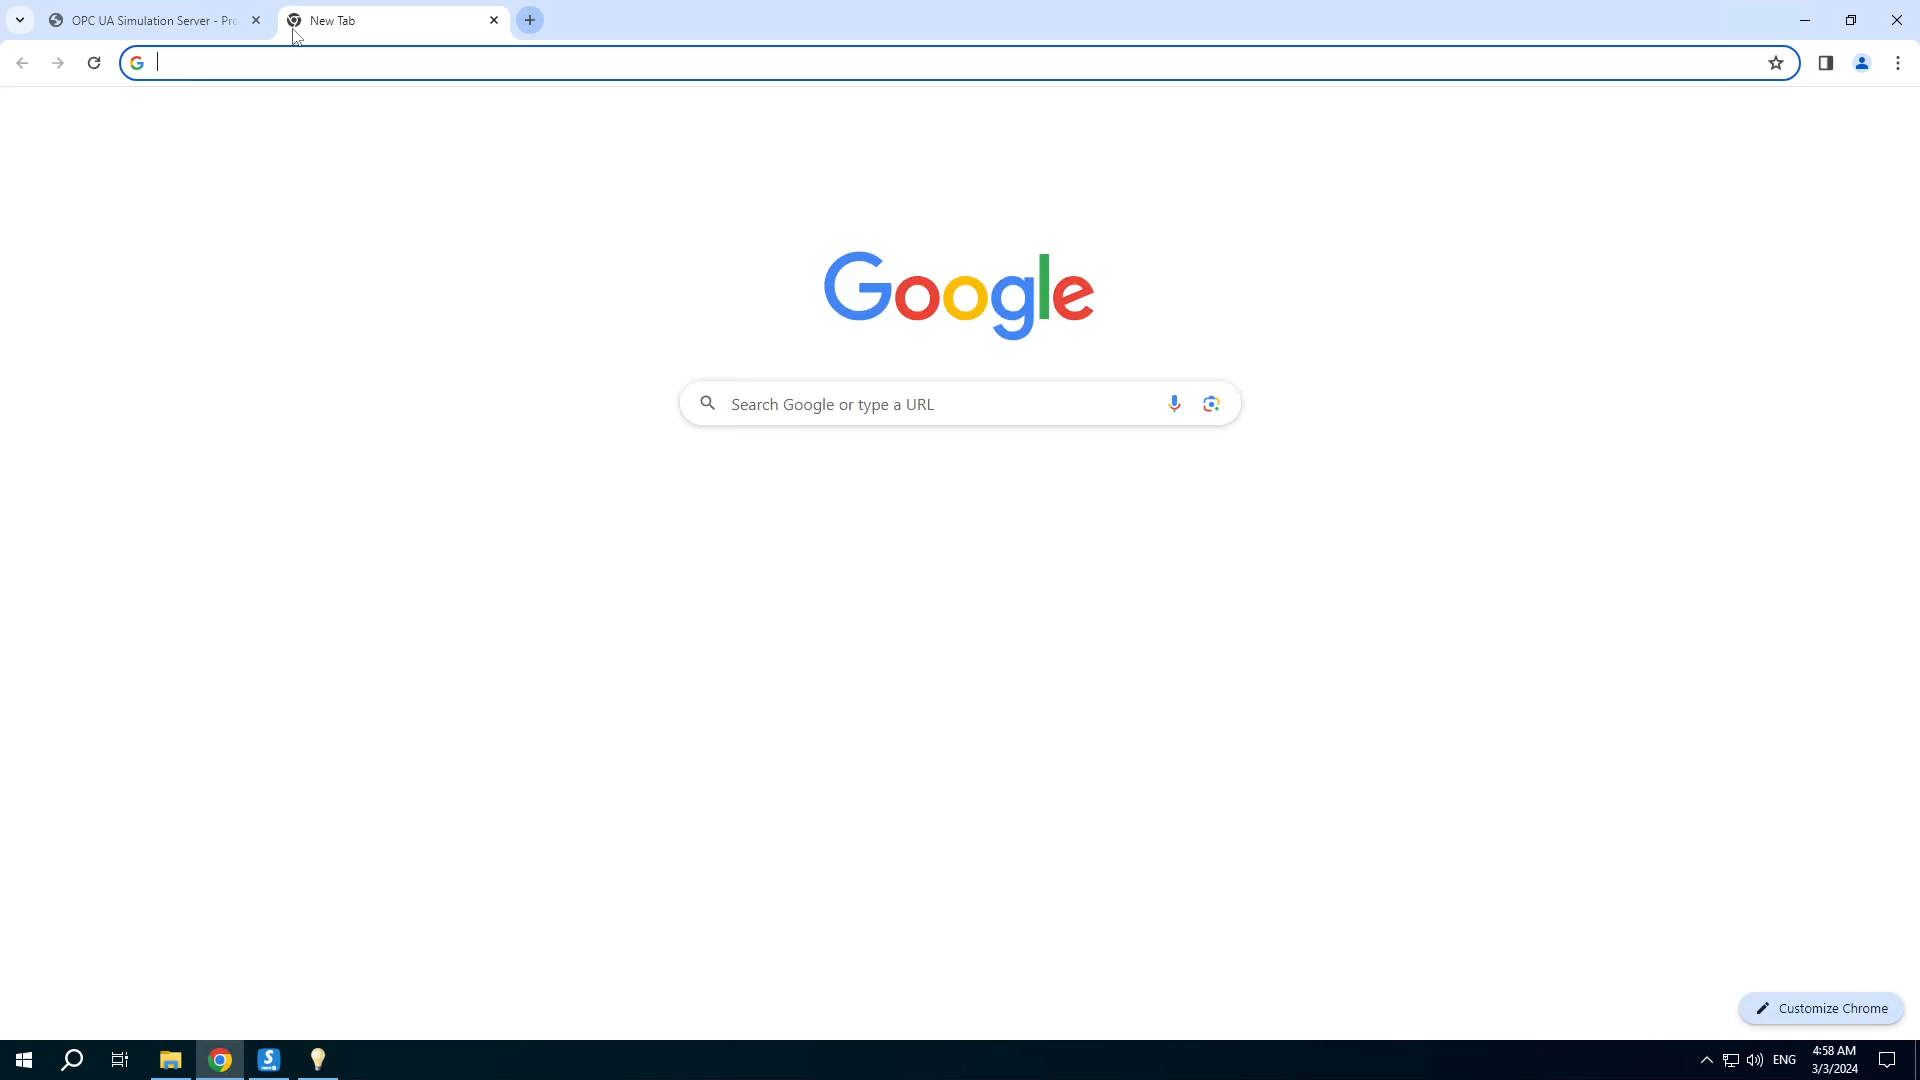 OPC UA Simulation Server - Pro
New Tab
Google
Search Google or type a URL
Customize Chrome
ENG
4:58 AM
3/3/2024